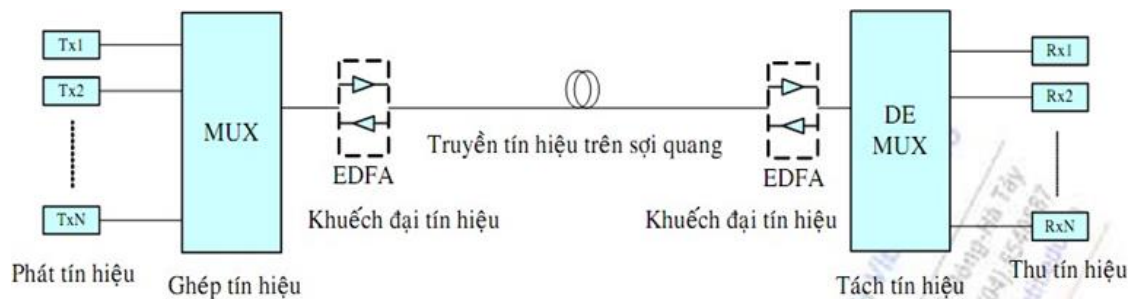 Tx1
Tx2
TxN
Phát tín hiệu
MUX
Ghép tín hiệu
EDFA
Khuếch đại tín hiệu
Truyền tín hiệu trên sợi quang
EDFA
Khuếch đại tín hiệu
DE
MUX
Tách tín hiệu
Rx1
Rx2
RxN
Thu tín hiệu